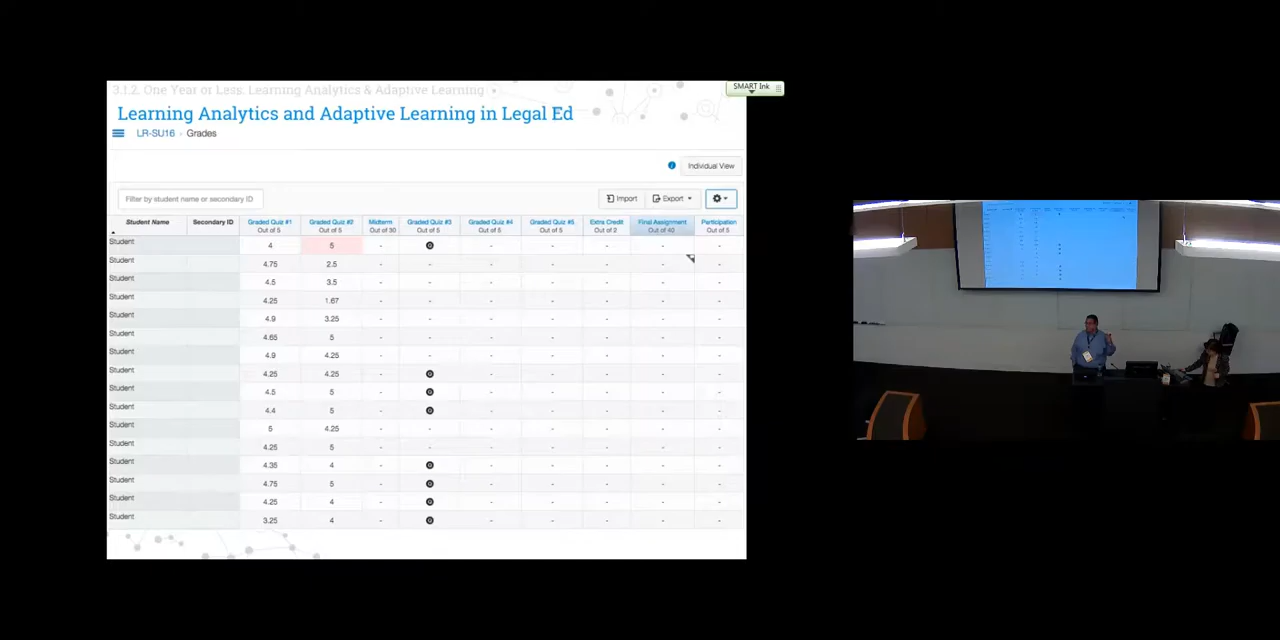 SMART Ink
3.1.2. One Year or Less: Learning Analytics & Adaptive Learning
Learning Analytics and Adaptive Learning in Legal Ed
LR-SU16 › Grades
Individual View
Filter by student name or secondary ID
Import Export
Student Name Secondary ID Graded Quiz #1 Graded Quiz #2 Midterm Graded Quiz #3 Graded Quiz #4 Graded Quiz #5 Extra Credit Final Assignment Participation
Out of 5 Out of 5 Out of 30 Out of 5 Out of 5 Out of 5 Out of 2 Out of 40 Out of 5
Student 4 5 - - - - - -
Student 4.75 2.5 - - - - - - -
Student 4.5 3.5 - - - - - - -
Student 4.25 1.67 - - - - - - -
Student 4.9 3.25 - - - - - - -
Student 4.65 5 - - - - - - -
Student 4.9 4.25 - - - - - - -
Student 4.25 4.25 - - - - - -
Student 4.5 5 - - - - - -
Student 4.4 5 - - - - - -
Student 5 4.25 - - - - - - -
Student 4.25 5 - - - - - - -
Student 4.35 4 - - - - - -
Student 4.75 5 - - - - - -
Student 4.25 4 - - - - - -
Student 3.25 4 - - - - - -